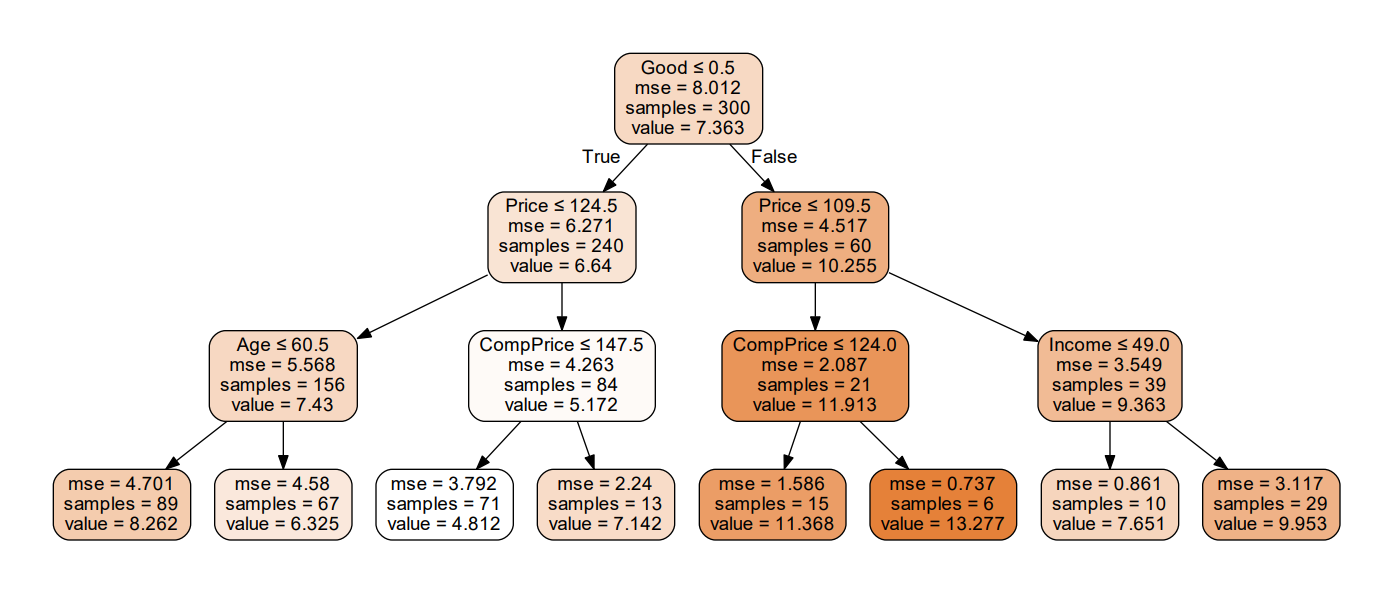 Good ≤ 0.5
mse = 8.012
samples = 300
value = 7.363
True
False
Price ≤ 124.5
mse = 6.271
samples = 240
value = 6.64
Price ≤ 109.5
mse = 4.517
samples = 60
value = 10.255
Age ≤ 60.5
mse = 5.568
samples = 156
value = 7.43
CompPrice ≤ 147.5
mse = 4.263
samples = 84
value = 5.172
CompPrice ≤ 124.0
mse = 2.087
samples = 21
value = 11.913
Income ≤ 49.0
mse = 3.549
samples = 39
value = 9.363
mse = 4.701
samples = 89
value = 8.262
mse = 4.58
samples = 67
value = 6.325
mse = 3.792
samples = 71
value = 4.812
mse = 2.24
samples = 13
value = 7.142
mse = 1.586
samples = 15
value = 11.368
mse = 0.737
samples = 6
value = 13.277
mse = 0.861
samples = 10
value = 7.651
mse = 3.117
samples = 29
value = 9.953